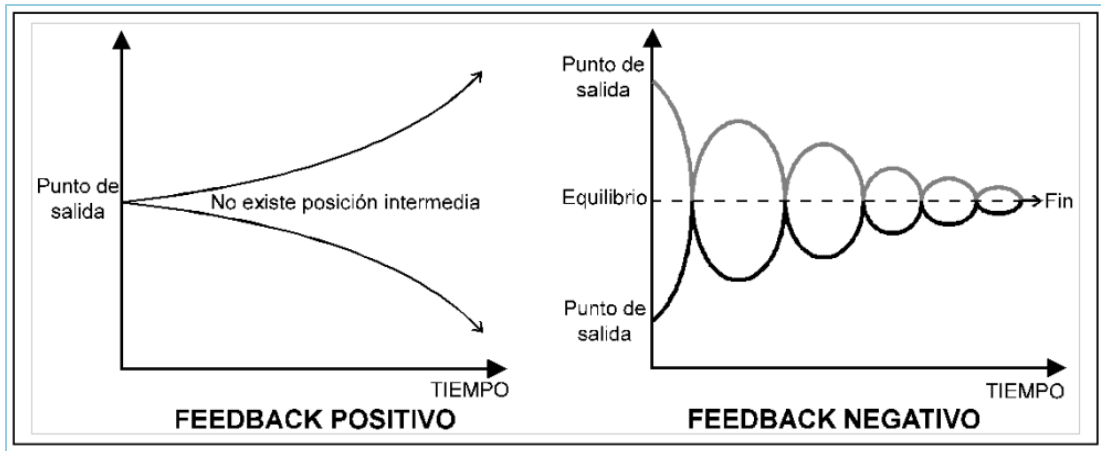 Punto de
salida
No existe posición intermedia
TIEMPO
FEEDBACK POSITIVO
Punto de
salida
Equilibrio
Fin
Punto de
salida
TIEMPO
FEEDBACK NEGATIVO